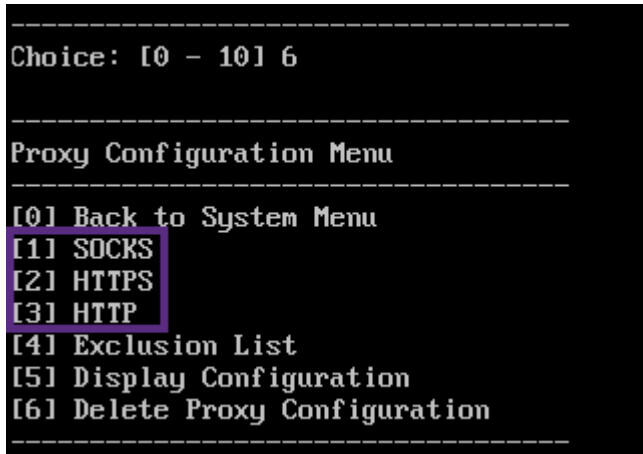 ----------------------------------
Choice: [0 - 10] 6
----------------------------------
Proxy Configuration Menu
----------------------------------
[0] Back to System Menu
[1] SOCKS
[2] HTTPS
[3] HTTP
[4] Exclusion List
[5] Display Configuration
[6] Delete Proxy Configuration
----------------------------------